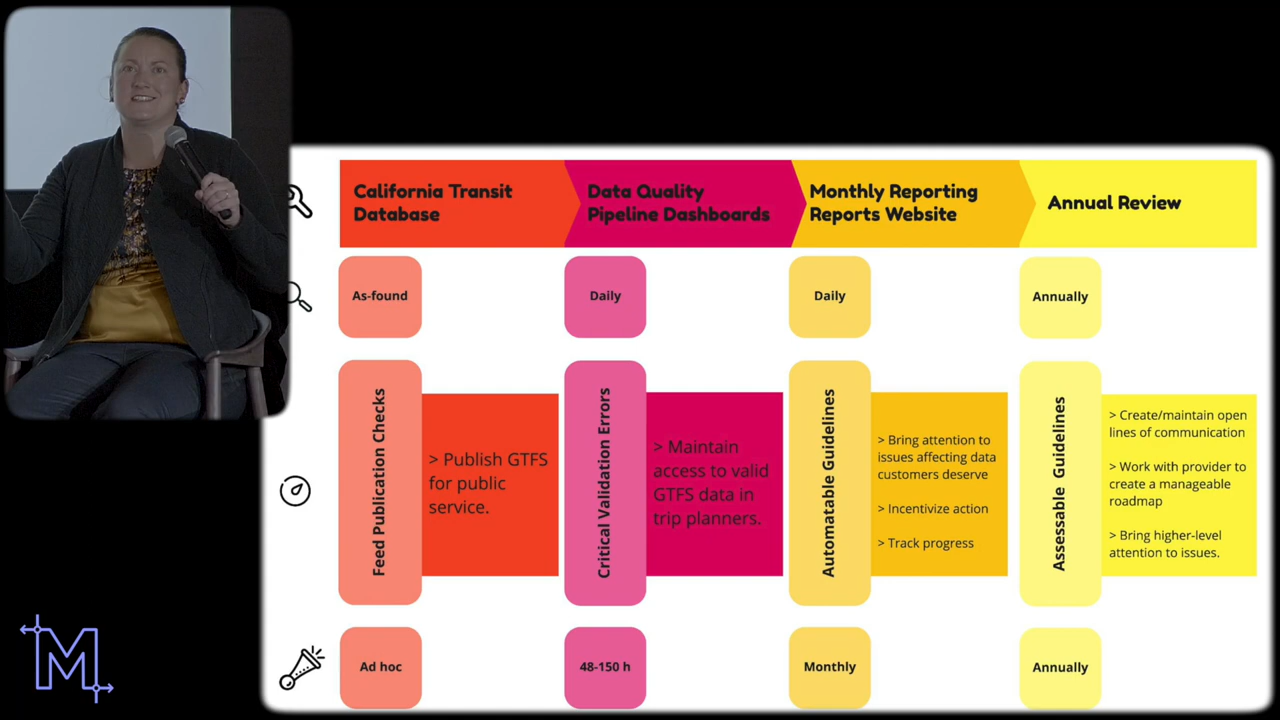 California Transit
Database
Data Quality
Pipeline Dashboards
Monthly Reporting
Reports Website
Annual Review
As-found
Daily
Daily
Annually
Feed Publication Checks
> Publish GTFS
for public
service.
Critical Validation Errors
> Maintain
access to valid
GTFS data in
trip planners.
Automatable Guidelines
> Bring attention to
issues affecting data
customers deserve
> Incentivize action
> Track progress
Assessable Guidelines
> Create/maintain open
lines of communication
> Work with provider to
create a manageable
roadmap
> Bring higher-level
attention to issues.
Ad hoc
48-150 h
Monthly
Annually
M